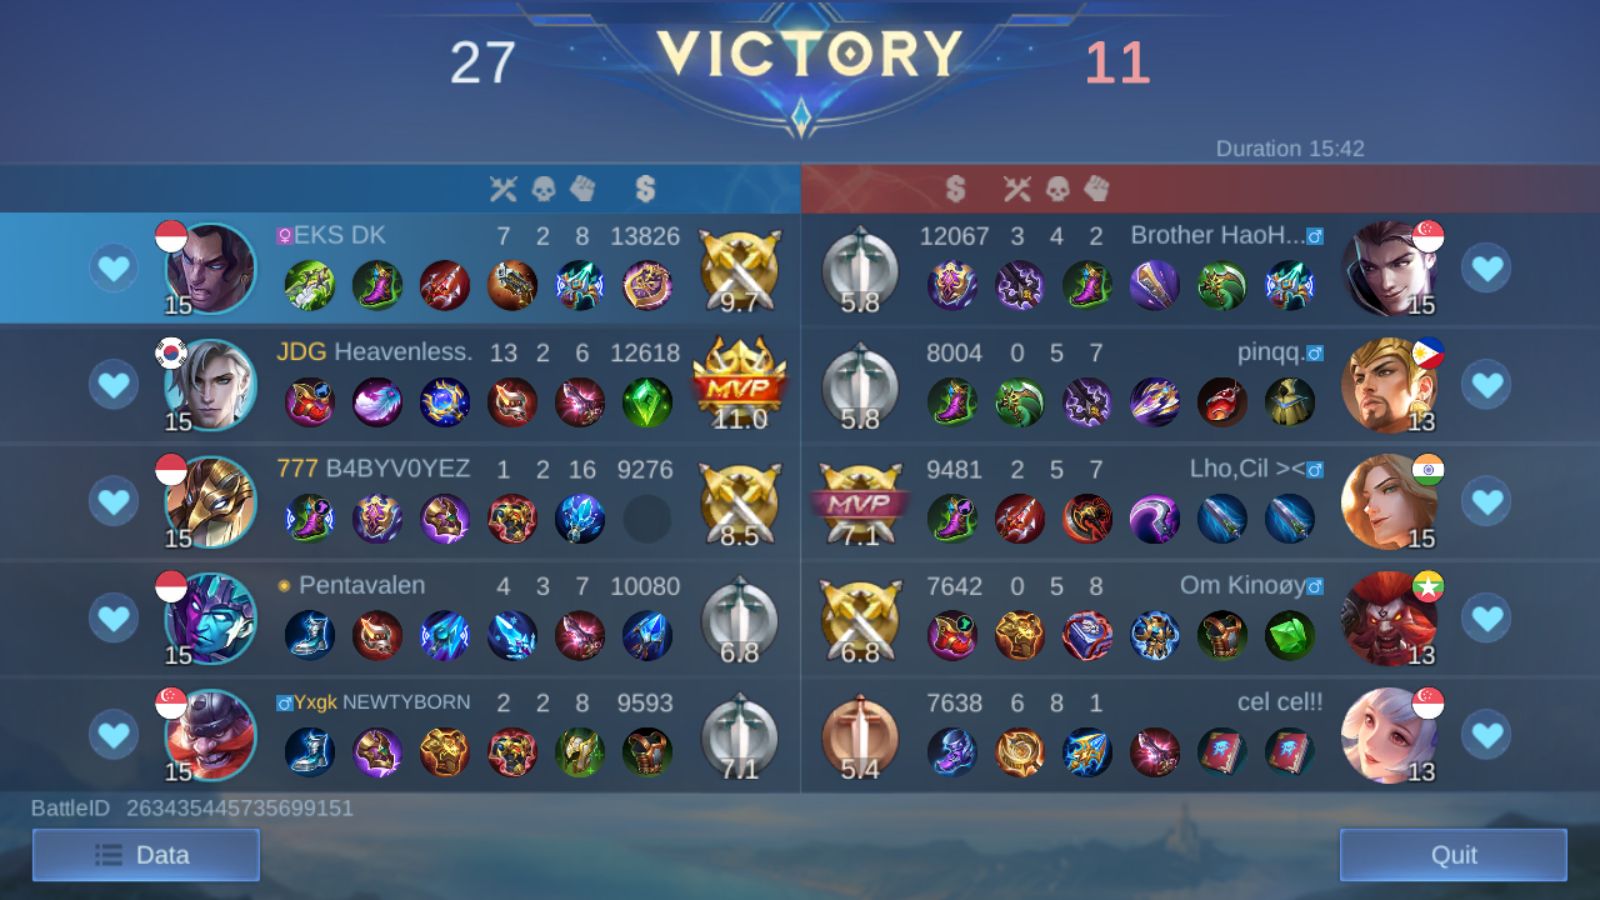 27 VICTORY 11
Duration 15:42
EKS DK 7 2 8 13826
15 9.7
12067 3 4 2 Brother HaoH...
5.8 15
JDG Heavenless. 13 2 6 12618
15 MVP 11.0
8004 0 5 7 pinqq.
5.8 13
777 B4BYV0YEZ 1 2 16 9276
15 8.5
9481 2 5 7 Lho,Cil ><
MVP 7.1 15
Pentavalen 4 3 7 10080
15 6.8
7642 0 5 8 Om Kinoøy
6.8 13
Yxgk NEWTYBORN 2 2 8 9593
15 7.1
7638 6 8 1 cel cel!!
5.4 13
BattleID 263435445735699151
Data Quit